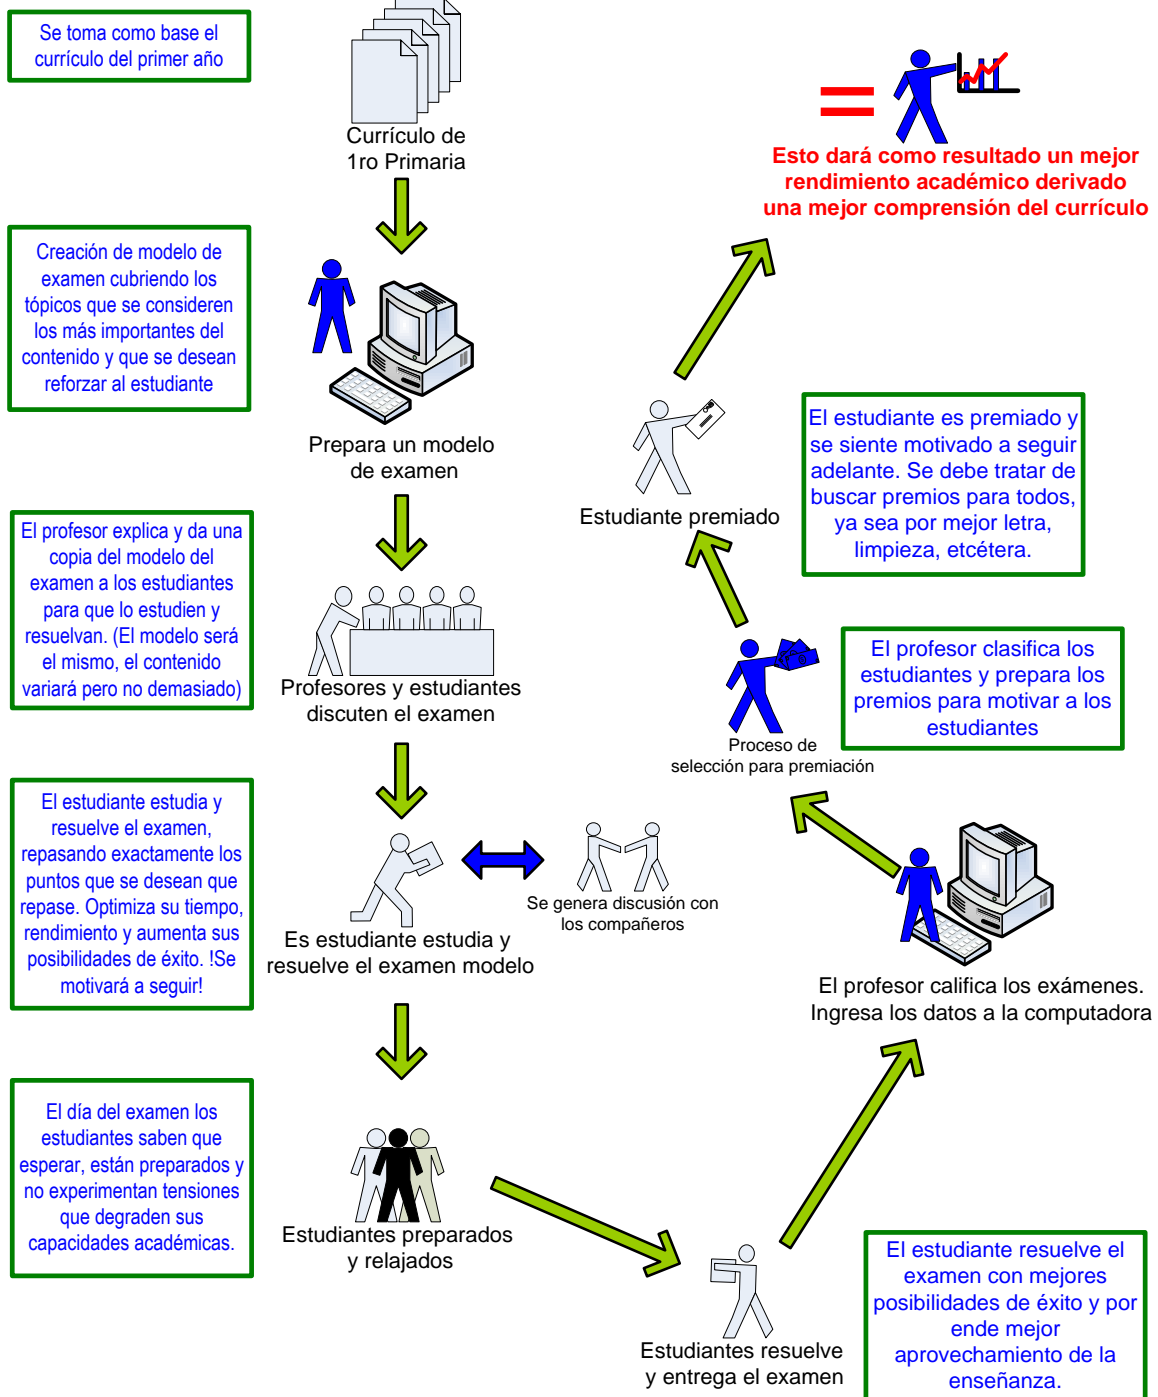 Se toma como base el
currículo del primer año
Currículo de
1ro Primaria
Creación de modelo de
examen cubriendo los
tópicos que se consideren
los más importantes del
contenido y que se desean
reforzar al estudiante
Prepara un modelo
de examen
El profesor explica y da una
copia del modelo del
examen a los estudiantes
para que lo estudien y
resuelvan. (El modelo será
el mismo, el contenido
variará pero no demasiado)
Profesores y estudiantes
discuten el examen
El estudiante estudia y
resuelve el examen,
repasando exactamente los
puntos que se desean que
repase. Optimiza su tiempo,
rendimiento y aumenta sus
posibilidades de éxito. !Se
motivará a seguir!
Es estudiante estudia y
resuelve el examen modelo
Se genera discusión con
los compañeros
El día del examen los
estudiantes saben que
esperar, están preparados y
no experimentan tensiones
que degraden sus
capacidades académicas.
Estudiantes preparados
y relajados
Estudiantes resuelve
y entrega el examen
El estudiante resuelve el
examen con mejores
posibilidades de éxito y por
ende mejor
aprovechamiento de la
enseñanza.
El profesor califica los exámenes.
Ingresa los datos a la computadora
Proceso de
selección para premiación
El profesor clasifica los
estudiantes y prepara los
premios para motivar a los
estudiantes
Estudiante premiado
El estudiante es premiado y
se siente motivado a seguir
adelante. Se debe tratar de
buscar premios para todos,
ya sea por mejor letra,
limpieza, etcétera.
=
Esto dará como resultado un mejor
rendimiento académico derivado
una mejor comprensión del currículo